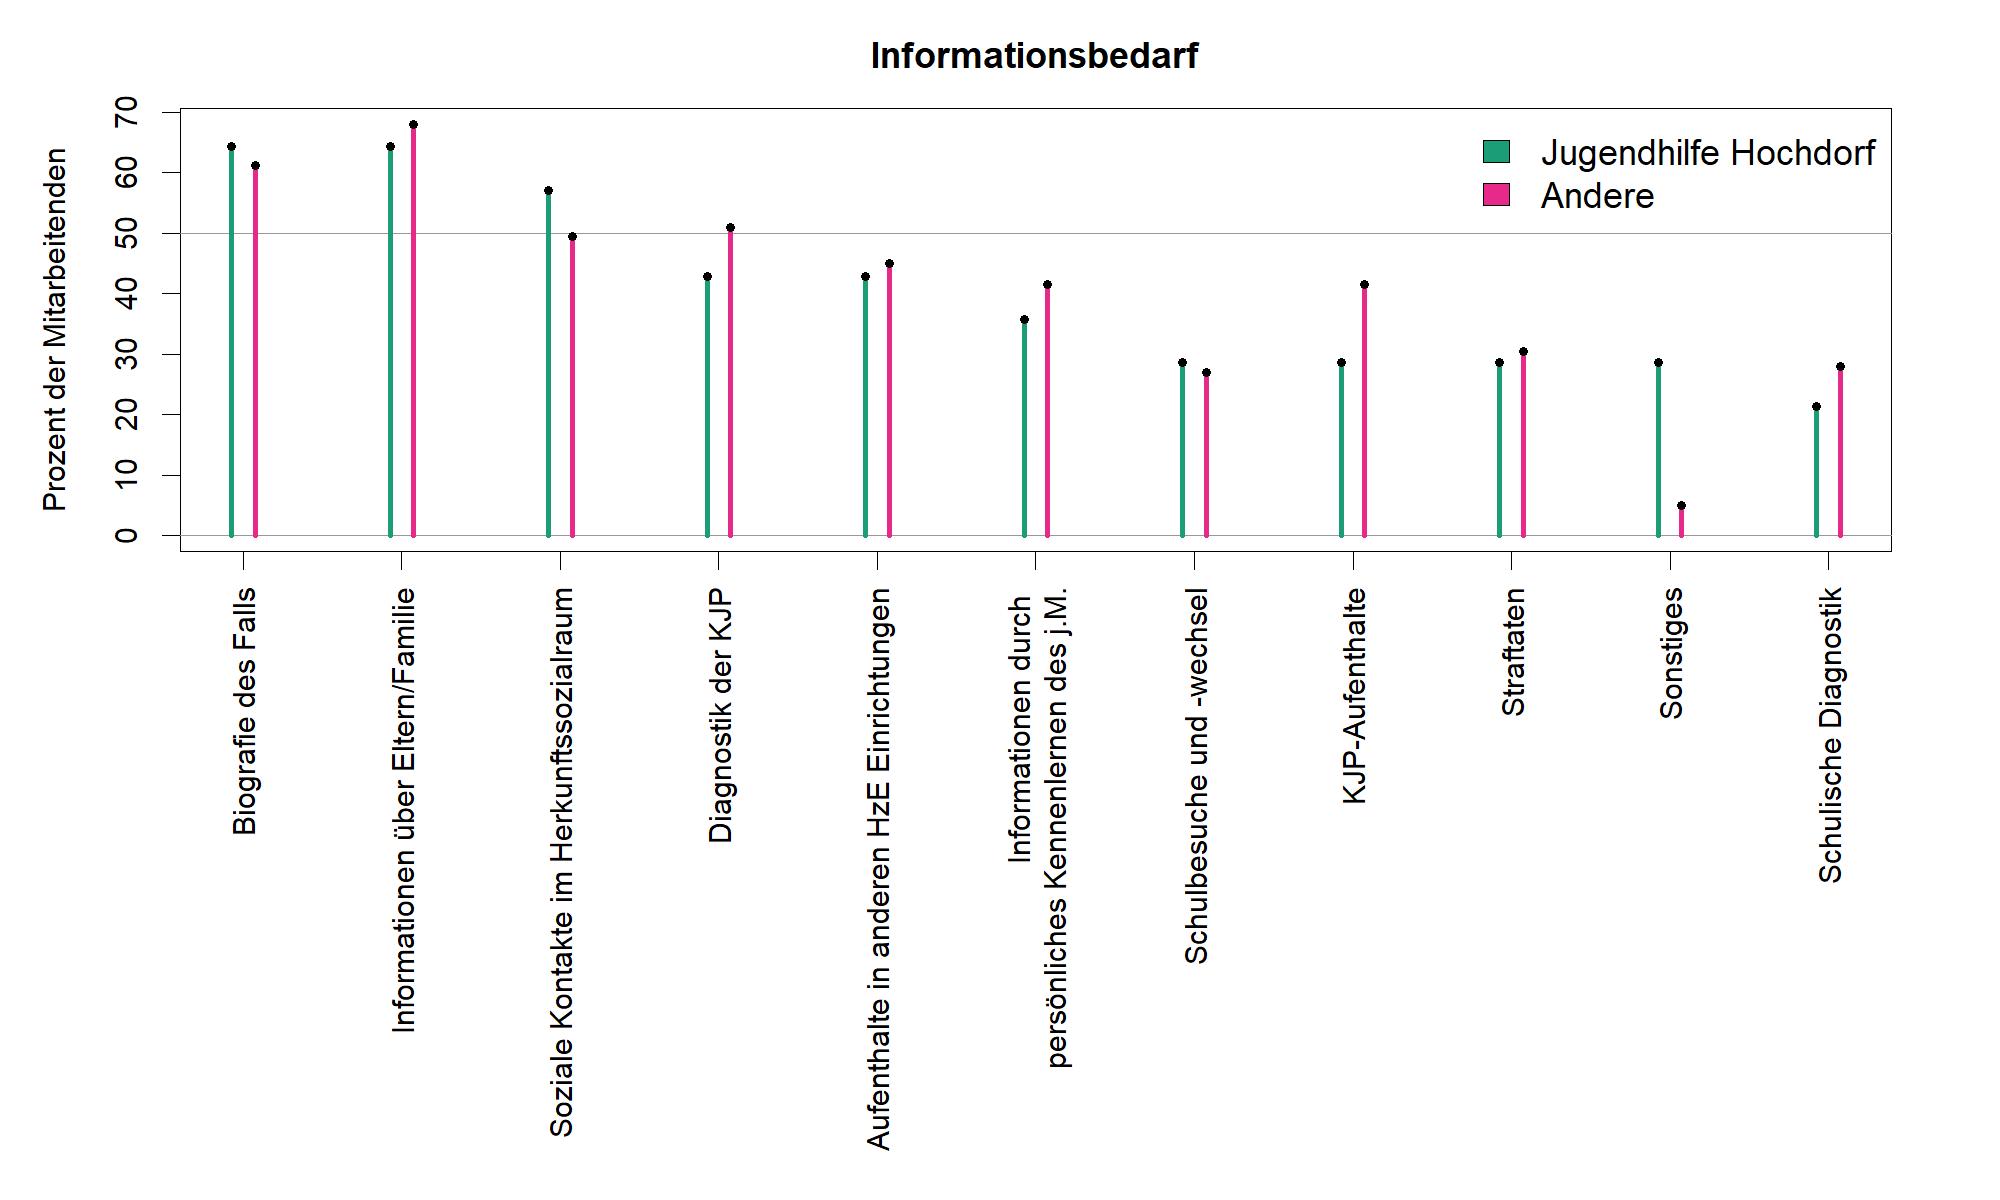 Informationsbedarf
Prozent der Mitarbeitenden
70
60
50
40
30
20
10
0
Jugendhilfe Hochdorf
Andere
Biografie des Falls
Informationen über Eltern/Familie
Soziale Kontakte im Herkunftssozialraum
Diagnostik der KJP
Aufenthalte in anderen HzE Einrichtungen
Informationen durch
persönliches Kennenlernen des j.M.
Schulbesuche und -wechsel
KJP-Aufenthalte
Straftaten
Sonstiges
Schulische Diagnostik